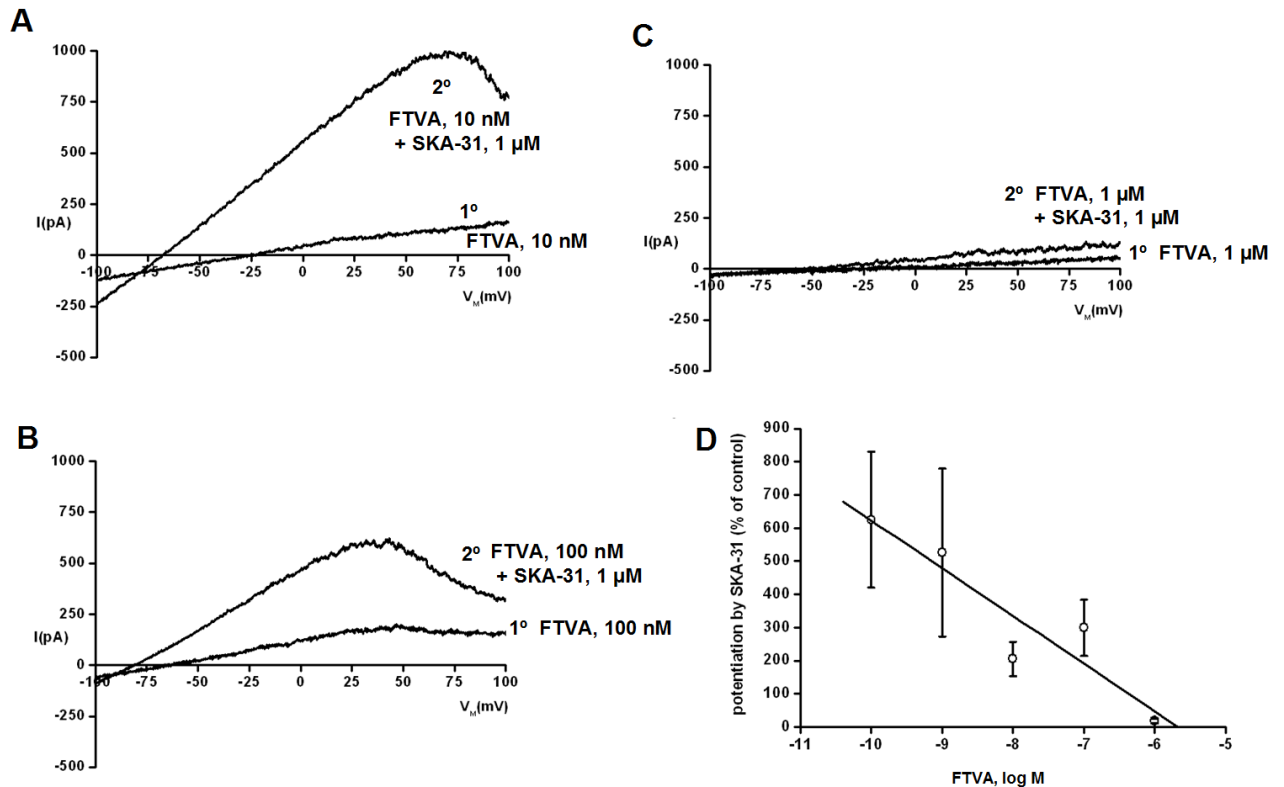 A
1000
750
500
250
0
-250
-500
I(pA)
-100
-75
-50
-25
0
25
50
75
100
V_M(mV)
2º
FTVA, 10 nM
+ SKA-31, 1 µM
1º
FTVA, 10 nM
C
1000
750
500
250
0
-250
-500
I(pA)
-100
-75
-50
-25
0
25
50
75
100
V_M(mV)
2º FTVA, 1 µM
+ SKA-31, 1 µM
1º FTVA, 1 µM
B
1000
750
500
250
0
-250
-500
I(pA)
-100
-75
-50
-25
0
25
50
75
100
V_M(mV)
2º FTVA, 100 nM
+ SKA-31, 1 µM
1º FTVA, 100 nM
D
potentiation by SKA-31 (% of control)
900
800
700
600
500
400
300
200
100
0
-11
-10
-9
-8
-7
-6
-5
FTVA, log M